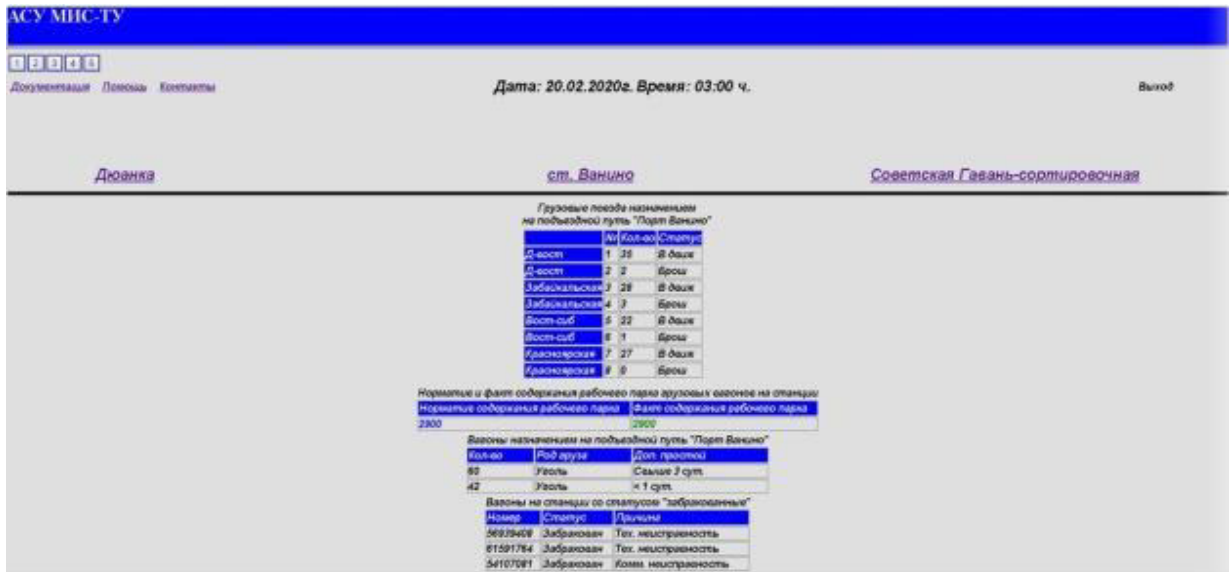 АСУ МИС-ТУ
1 2 3 4 5
Документация Помощь Контакты
Дата: 20.02.2020г. Время: 03:00 ч.
Выход
Дюанка
ст. Ванино
Советская Гавань-сортировочная
Грузовые поезда назначением
на подъездной путь "Порт Ванино"
№ Кол-во Статус
Д-вост 1 35 В движ
Д-вост 2 2 Брош
Забайкальская 3 28 В движ
Забайкальская 4 3 Брош
Вост-сиб 5 22 В движ
Вост-сиб 6 1 Брош
Красноярская 7 27 В движ
Красноярская 8 0 Брош
Норматив и факт содержания рабочего парка грузовых вагонов на станции
Норматив содержания рабочего парка Факт содержания рабочего парка
2900 2900
Вагоны назначением на подъездной путь "Порт Ванино"
Кол-во Род груза Доп. простой
60 Уголь Свыше 3 сут.
42 Уголь < 1 сут.
Вагоны на станции со статусом "забракованные"
Номер Статус Причина
56939408 Забракован Тех. неисправность
61591764 Забракован Тех. неисправность
54107081 Забракован Комм. неисправность